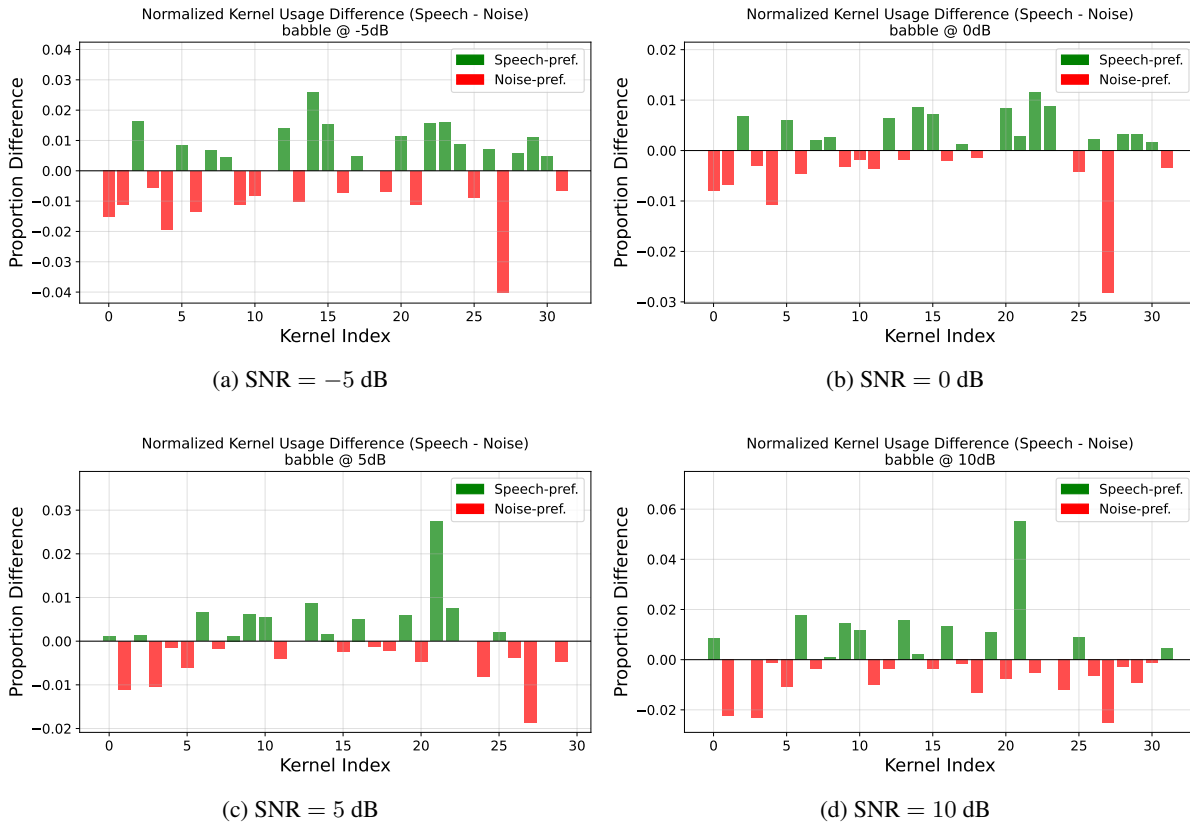 Normalized Kernel Usage Difference (Speech - Noise)
babble @ -5dB
0.04
0.03
0.02
0.01
0.00
−0.01
−0.02
−0.03
−0.04
Proportion Difference
Speech-pref.
Noise-pref.
0 5 10 15 20 25 30
Kernel Index
(a) SNR = −5 dB
Normalized Kernel Usage Difference (Speech - Noise)
babble @ 0dB
0.02
0.01
0.00
−0.01
−0.02
−0.03
Proportion Difference
Speech-pref.
Noise-pref.
0 5 10 15 20 25 30
Kernel Index
(b) SNR = 0 dB
Normalized Kernel Usage Difference (Speech - Noise)
babble @ 5dB
0.03
0.02
0.01
0.00
−0.01
−0.02
Proportion Difference
Speech-pref.
Noise-pref.
0 5 10 15 20 25 30
Kernel Index
(c) SNR = 5 dB
Normalized Kernel Usage Difference (Speech - Noise)
babble @ 10dB
0.06
0.04
0.02
0.00
−0.02
Proportion Difference
Speech-pref.
Noise-pref.
0 5 10 15 20 25 30
Kernel Index
(d) SNR = 10 dB